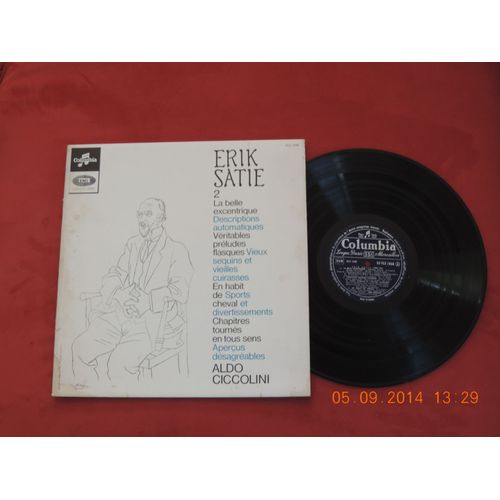 Columbia
EMI
ERIK
SATIE
2
La belle
excentrique
Descriptions
automatiques
Véritables
préludes
flasques Vieux
sequins et
vieilles
cuirasses
En habit
de Sports
cheval et
divertissements
Chapitres
tournés
en tous sens
Aperçus
désagréables
ALDO
CICCOLINI
Columbia
05.09.2014 13:29